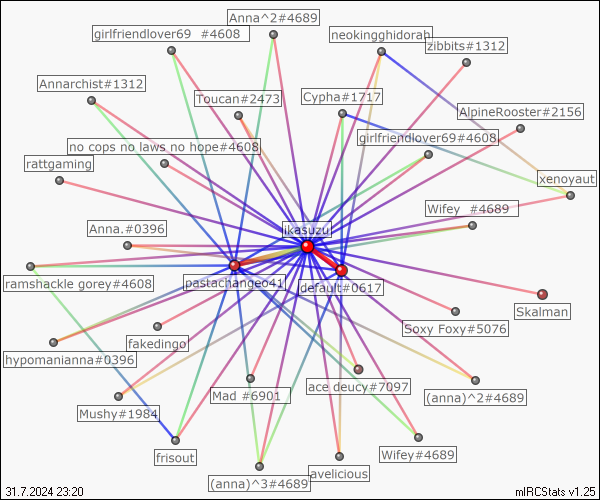 Anna^2#4689
girlfriendlover69 #4608
neokingghidorah
zibbits#1312
Annarchist#1312
Toucan#2473
Cypha#1717
AlpineRooster#2156
girlfriendlover69#4608
no cops no laws no hope#4608
rattgaming
xenoyaut
Wifey_#4689
Anna.#0396
ikasuzu
ramshackle gorey#4608
pastachangeo41
default#0617
Skalman
Soxy Foxy#5076
fakedingo
hypomanianna#0396
ace deucy#7097
Mad #6901
(anna)^2#4689
Mushy#1984
frisout
Wifey#4689
avelicious
(anna)^3#4689
31.7.2024 23:20
mIRCStats v1.25